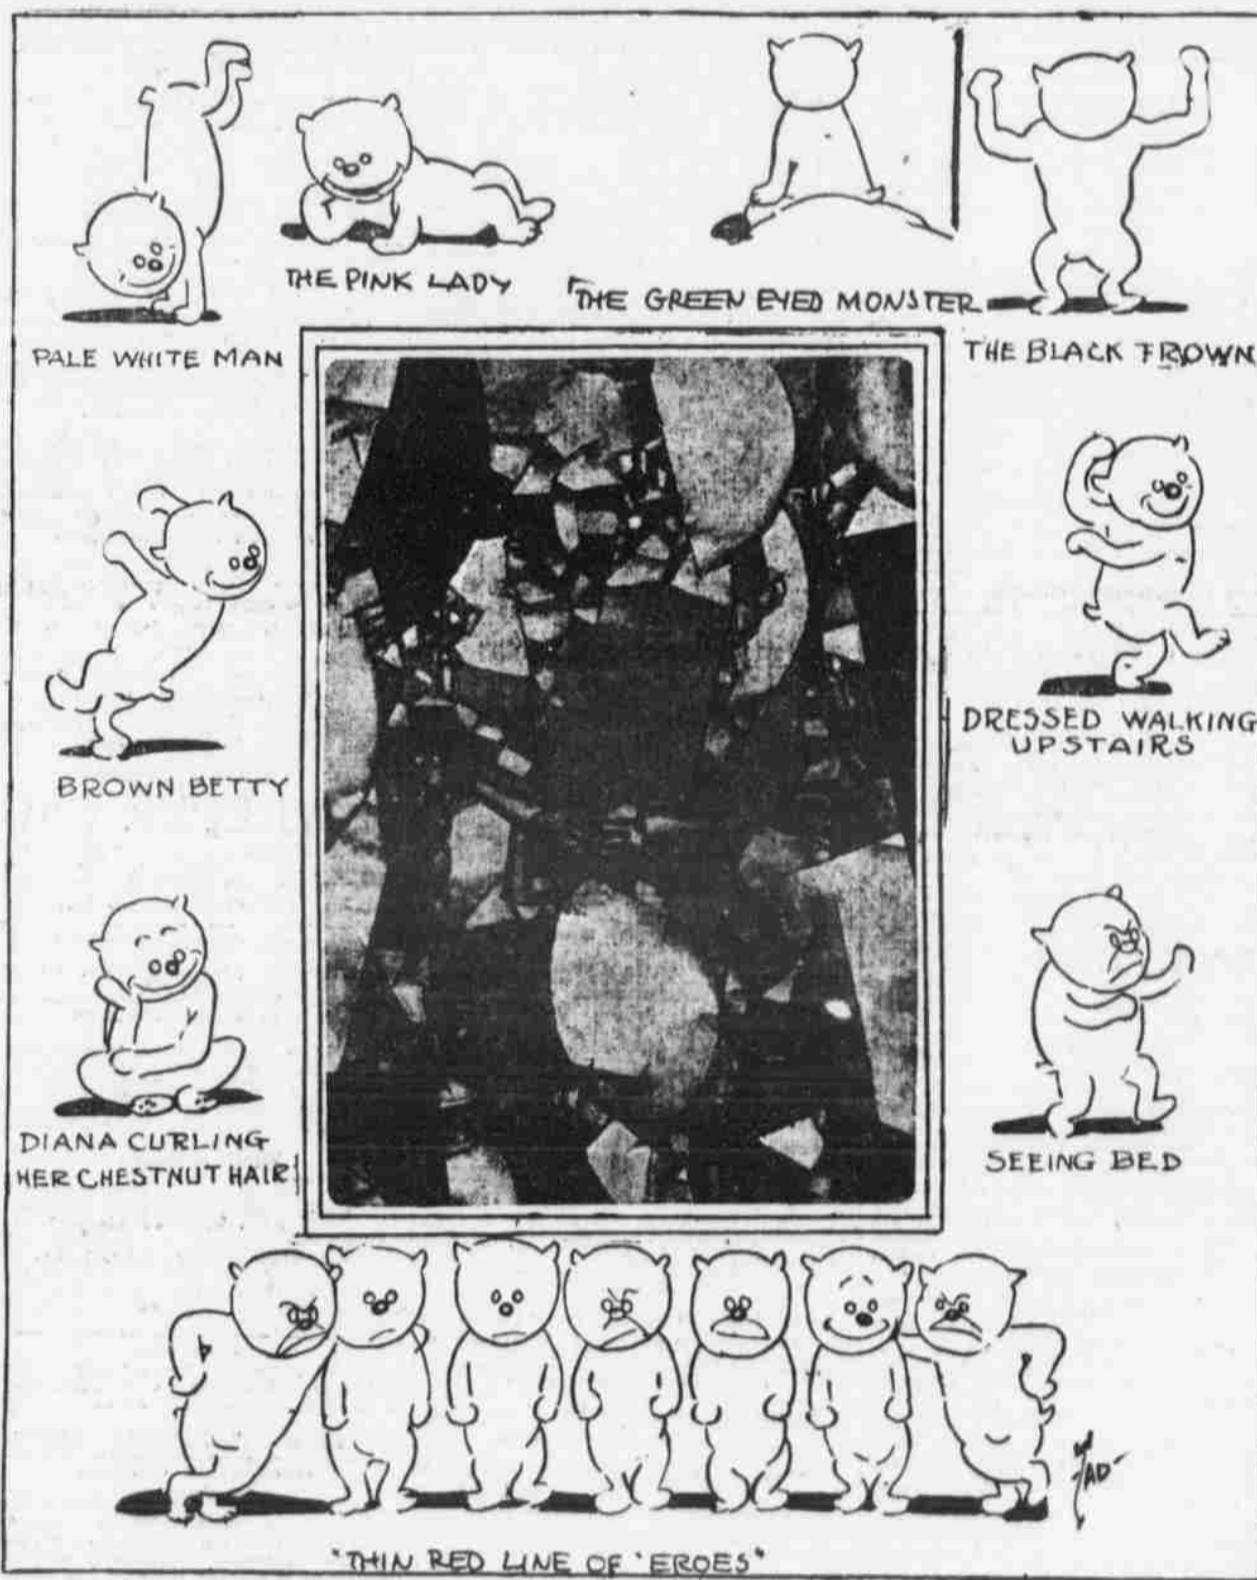 THE PINK LADY
"THE GREEN EYED MONSTER
PALE WHITE MAN
THE BLACK FROWN
BROWN BETTY
DRESSED WALKING
UPSTAIRS
DIANA CURLING
HER CHESTNUT HAIR
SEEING BED
TAD
"THIN RED LINE OF 'EROES"